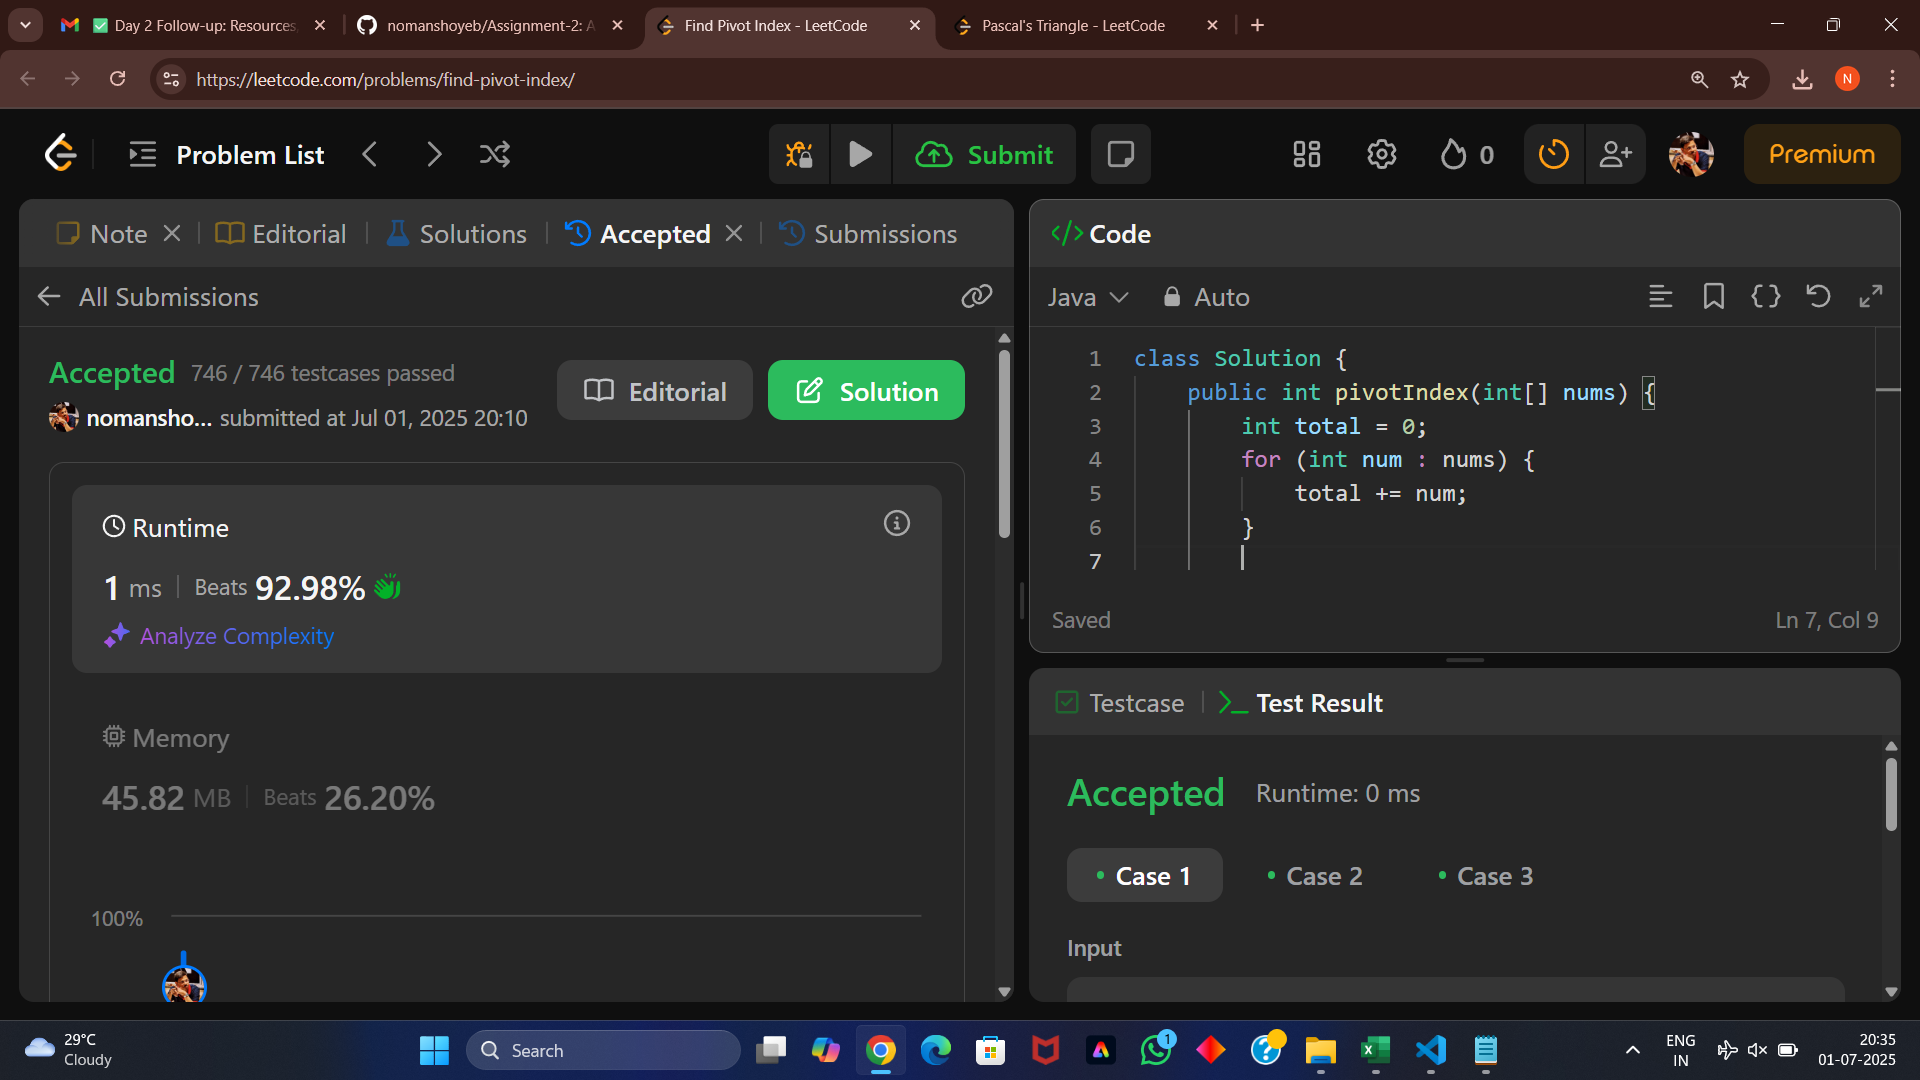 Day 2 Follow-up: Resources,
nomanshoyeb/Assignment-2: A
Find Pivot Index - LeetCode
Pascal's Triangle - LeetCode
https://leetcode.com/problems/find-pivot-index/
N
Problem List
Submit
0
Premium
Note
Editorial
Solutions
Accepted
Submissions
All Submissions
Accepted 746 / 746 testcases passed
nomansho... submitted at Jul 01, 2025 20:10
Editorial
Solution
Runtime
1 ms Beats 92.98%
Analyze Complexity
Memory
45.82 MB Beats 26.20%
100%
</> Code
Java
Auto
1 class Solution {
2 public int pivotIndex(int[] nums) {
3 int total = 0;
4 for (int num : nums) {
5 total += num;
6 }
7
Saved
Ln 7, Col 9
Testcase
Test Result
Accepted Runtime: 0 ms
Case 1
Case 2
Case 3
Input
29°C
Cloudy
Search
1
ENG
IN
20:35
01-07-2025